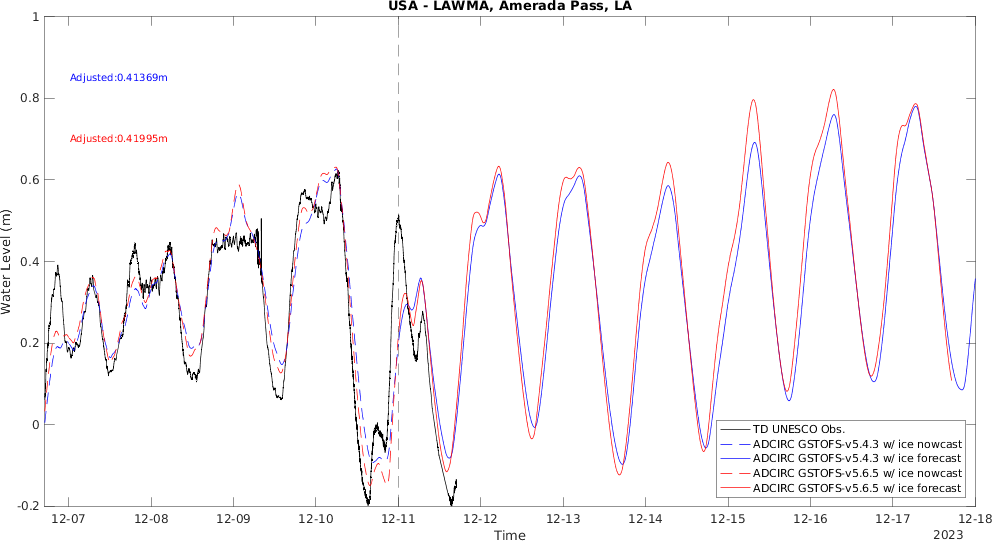 USA - LAWMA, Amerada Pass, LA
1
0.8
0.6
0.4
0.2
0
-0.2
Water Level (m)
Adjusted:0.41369m
Adjusted:0.41995m
TD UNESCO Obs.
ADCIRC GSTOFS-v5.4.3 w/ ice nowcast
ADCIRC GSTOFS-v5.4.3 w/ ice forecast
ADCIRC GSTOFS-v5.6.5 w/ ice nowcast
ADCIRC GSTOFS-v5.6.5 w/ ice forecast
12-07 12-08 12-09 12-10 12-11 12-12 12-13 12-14 12-15 12-16 12-17 12-18
Time
2023